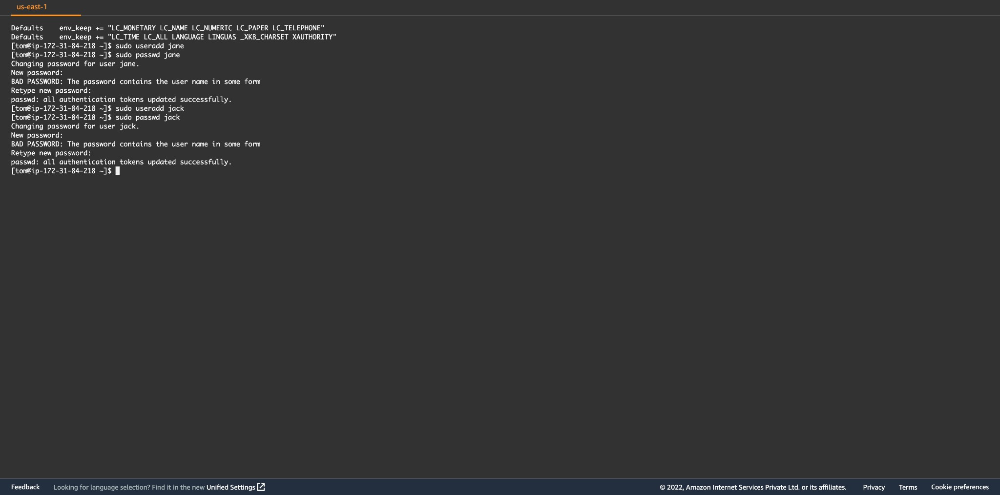 us-east-1
Defaults    env_keep += "LC_MONETARY LC_NAME LC_NUMERIC LC_PAPER LC_TELEPHONE"
Defaults    env_keep += "LC_TIME LC_ALL LANGUAGE LINGUAS _XKB_CHARSET XAUTHORITY"
[tom@ip-172-31-84-218 ~]$ sudo useradd jane
[tom@ip-172-31-84-218 ~]$ sudo passwd jane
Changing password for user jane.
New password:
BAD PASSWORD: The password contains the user name in some form
Retype new password:
passwd: all authentication tokens updated successfully.
[tom@ip-172-31-84-218 ~]$ sudo useradd jack
[tom@ip-172-31-84-218 ~]$ sudo passwd jack
Changing password for user jack.
New password:
BAD PASSWORD: The password contains the user name in some form
Retype new password:
passwd: all authentication tokens updated successfully.
[tom@ip-172-31-84-218 ~]$
Feedback Looking for language selection? Find it in the new Unified Settings © 2022, Amazon Internet Services Private Ltd. or its affiliates. Privacy Terms Cookie preferences